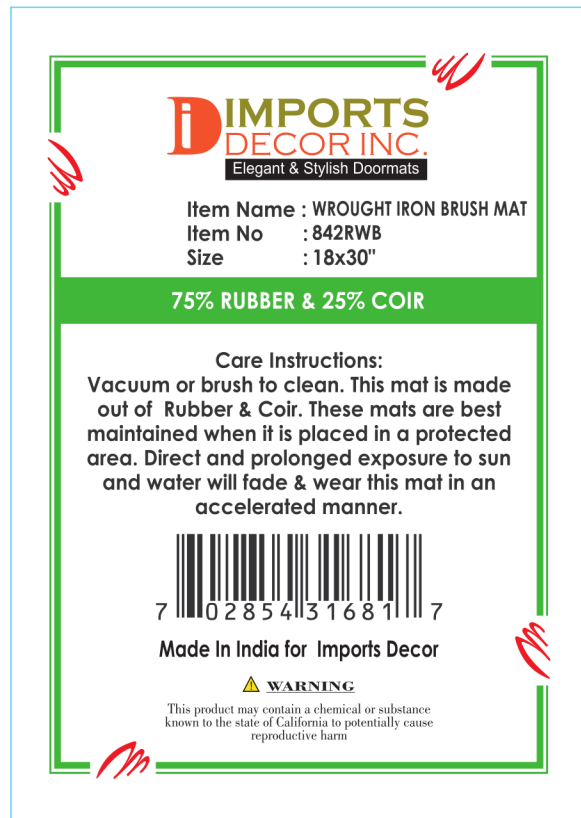 iD IMPORTS
DECOR INC.
Elegant & Stylish Doormats
Item Name : WROUGHT IRON BRUSH MAT
Item No : 842RWB
Size : 18x30"
75% RUBBER & 25% COIR
Care Instructions:
Vacuum or brush to clean. This mat is made
out of Rubber & Coir. These mats are best
maintained when it is placed in a protected
area. Direct and prolonged exposure to sun
and water will fade & wear this mat in an
accelerated manner.
7 02854 31681 7
Made In India for Imports Decor
WARNING
This product may contain a chemical or substance
known to the state of California to potentially cause
reproductive harm